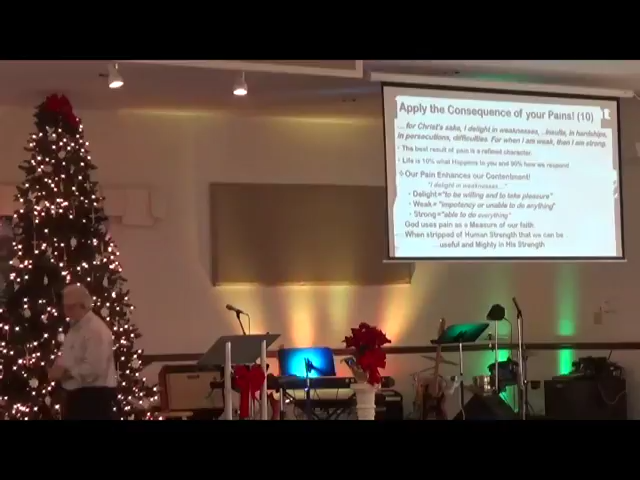 Apply the Consequence of your Pains! (10)
... for Christ's sake, I delight in weaknesses, ..insults, in hardships,
in persecutions, difficulties. For when I am weak, than I am strong.
• The best result of pain is a refined character.
• Life is 10% what Happens to you and 90% how we respond.
Our Pain Enhances our Contentment!
"I delight in weaknesses..."
• Delight="to be willing and to take pleasure"
• Weak= "impotency or unable to do anything"
• Strong="able to do everything"
God uses pain as a Measure of our faith.
When stripped of Human Strength that we can be
...useful and Mighty in His Strength